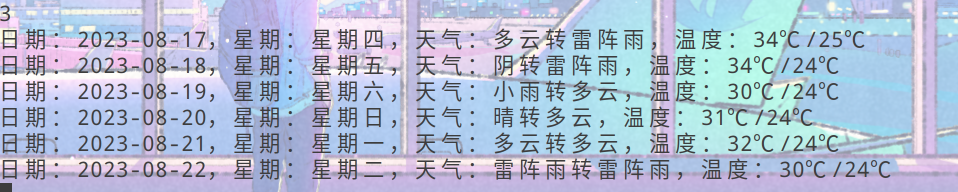 3
日期：2023-08-17，星期：星期四，天气：多云转雷阵雨，温度：34℃/25℃
日期：2023-08-18，星期：星期五，天气：阴转雷阵雨，温度：34℃/24℃
日期：2023-08-19，星期：星期六，天气：小雨转多云，温度：30℃/24℃
日期：2023-08-20，星期：星期日，天气：晴转多云，温度：31℃/24℃
日期：2023-08-21，星期：星期一，天气：多云转多云，温度：32℃/24℃
日期：2023-08-22，星期：星期二，天气：雷阵雨转雷阵雨，温度：30℃/24℃